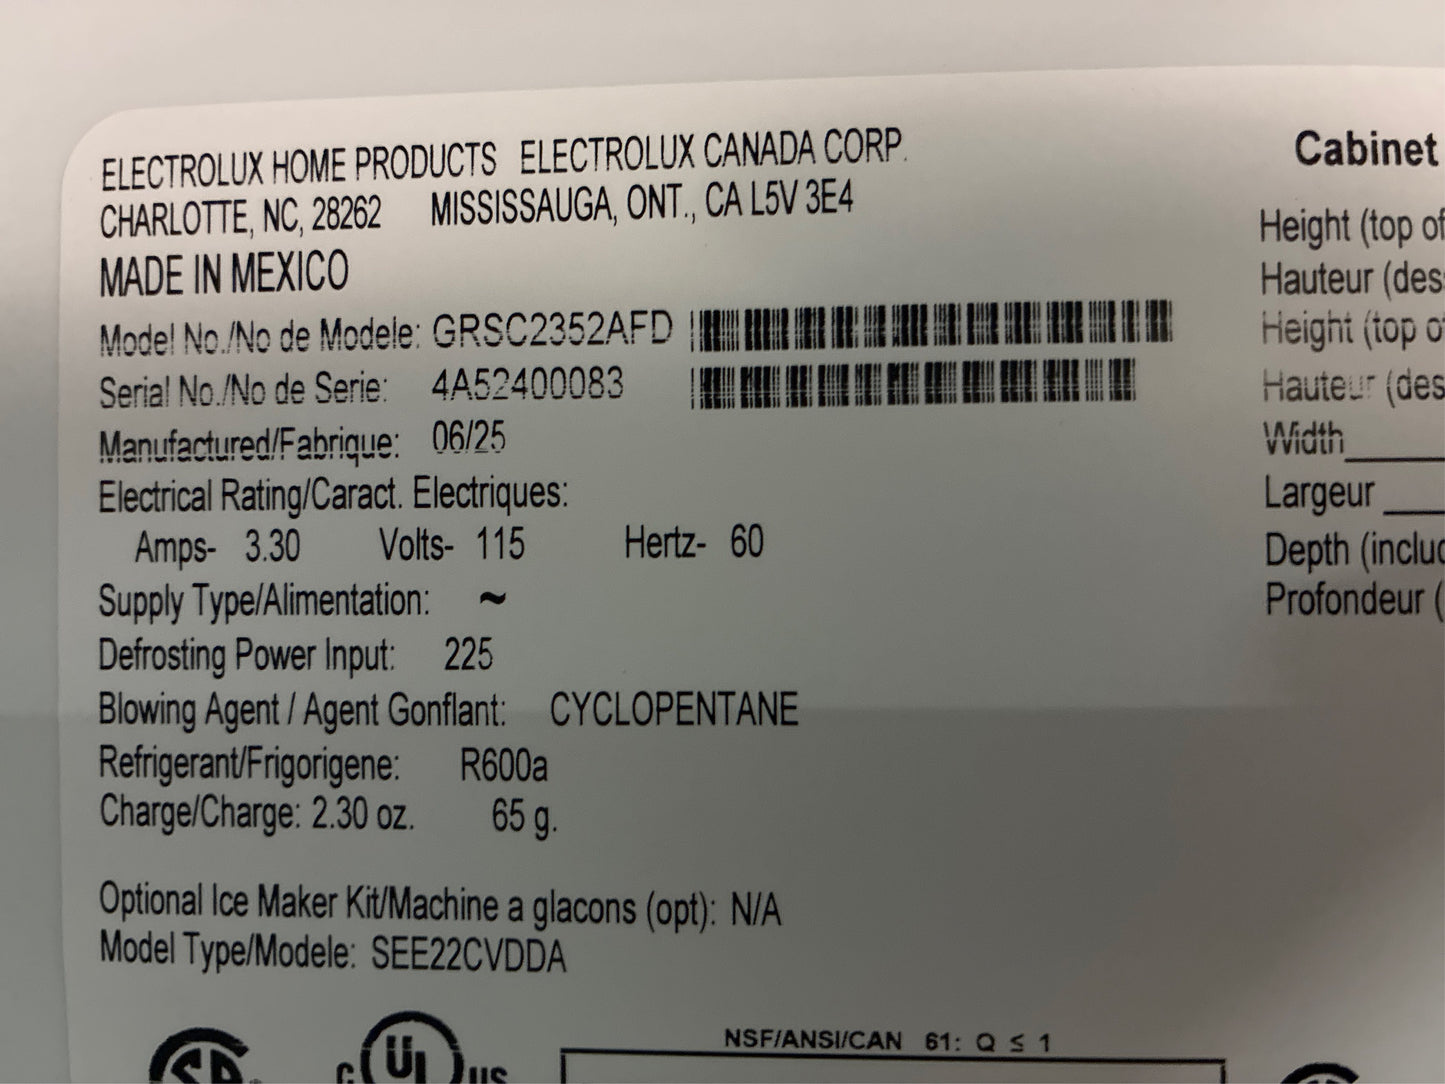 ELECTROLUX HOME PRODUCTS ELECTROLUX CANADA CORP.
CHARLOTTE, NC, 28262 MISSISSAUGA, ONT., CA L5V 3E4
MADE IN MEXICO
Model No./No de Modele: GRSC2352AFD
Serial No./No de Serie: 4A52400083
Manufactured/Fabrique: 06/25
Electrical Rating/Caract. Electriques:
Amps- 3.30 Volts- 115 Hertz- 60
Supply Type/Alimentation: ~
Defrosting Power Input: 225
Blowing Agent / Agent Gonflant: CYCLOPENTANE
Refrigerant/Frigorigene: R600a
Charge/Charge: 2.30 oz. 65 g.
Optional Ice Maker Kit/Machine a glacons (opt): N/A
Model Type/Modele: SEE22CVDDA
C UL US
NSF/ANSI/CAN 61: Q ≤ 1
Cabinet
Height (top of
Hauteur (des
Height (top
Hauteur (des
Width
Largeur
Depth (includ
Profondeur (